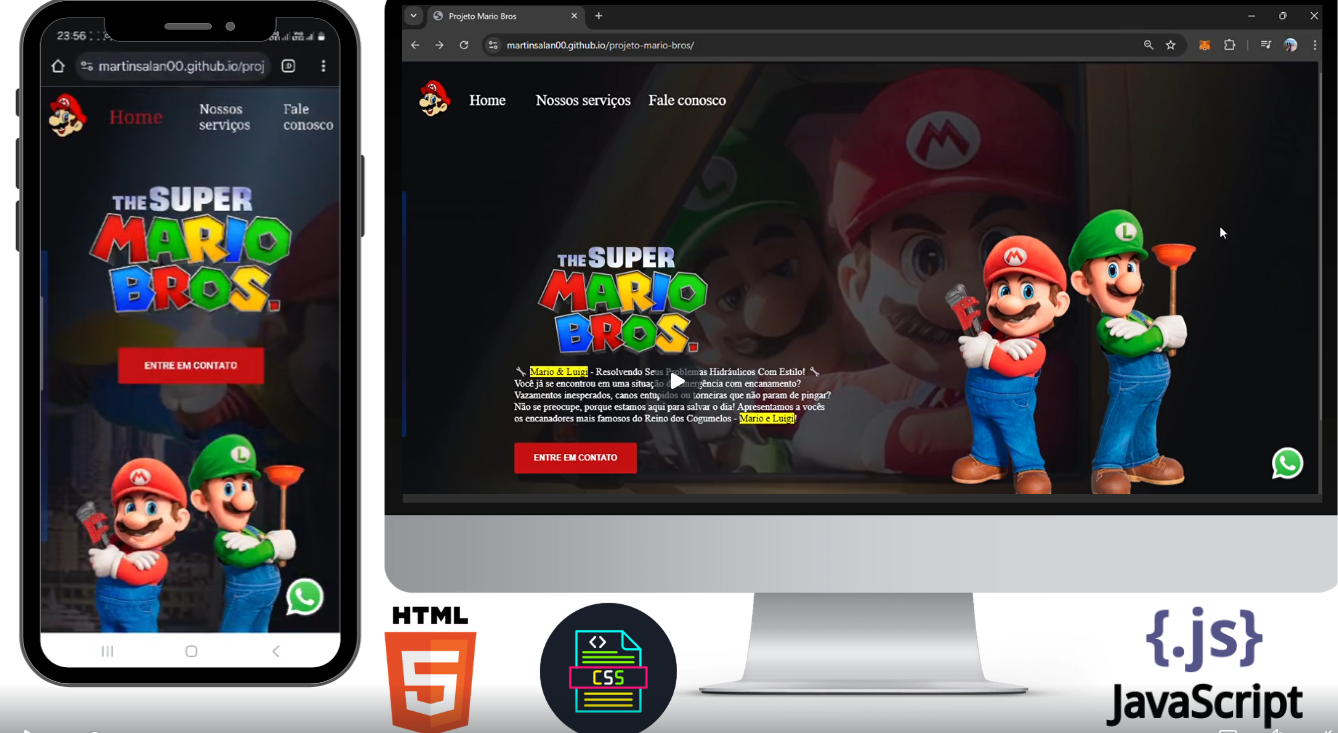 23:56
martinsalan00.github.io/proj
Home
Nossos
serviços
Fale
conosco
THE SUPER
MARIO
BROS.
ENTRE EM CONTATO
M
L
Projeto Mario Bros
martinsalan00.github.io/projeto-mario-bros/
Home Nossos serviços Fale conosco
THE SUPER
MARIO
BROS.
Mario & Luigi - Resolvendo Seus Problemas Hidráulicos Com Estilo!
Você já se encontrou em uma situação de emergência com encanamento?
Vazamentos inesperados, canos entupidos ou torneiras que não param de pingar?
Não se preocupe, porque estamos aqui para salvar o dia! Apresentamos a vocês
os encanadores mais famosos do Reino dos Cogumelos - Mario e Luigi!
ENTRE EM CONTATO
M
L
HTML
5
<>
CSS
{.js}
JavaScript